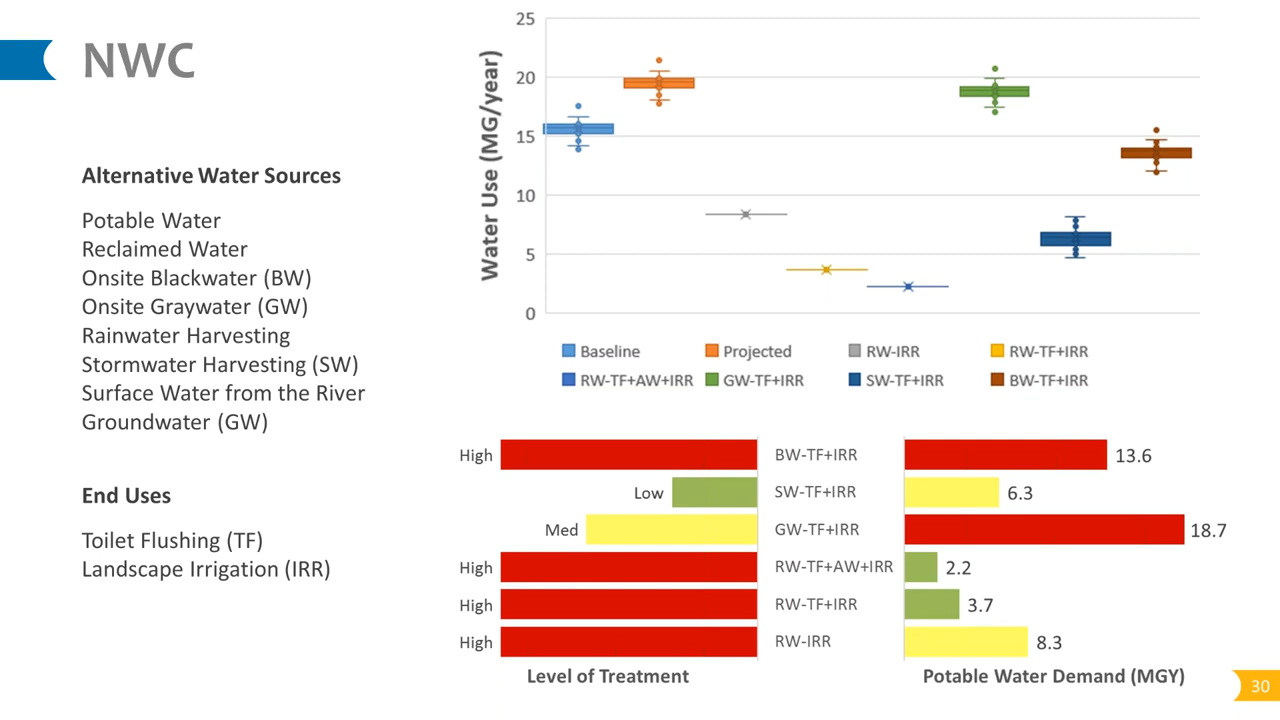 NWC
Alternative Water Sources
Potable Water
Reclaimed Water
Onsite Blackwater (BW)
Onsite Graywater (GW)
Rainwater Harvesting
Stormwater Harvesting (SW)
Surface Water from the River
Groundwater (GW)
End Uses
Toilet Flushing (TF)
Landscape Irrigation (IRR)
Water Use (MG/year)
25
20
15
10
5
0
Baseline Projected RW-IRR RW-TF+IRR
RW-TF+AW+IRR GW-TF+IRR SW-TF+IRR BW-TF+IRR
High BW-TF+IRR 13.6
Low SW-TF+IRR 6.3
Med GW-TF+IRR 18.7
High RW-TF+AW+IRR 2.2
High RW-TF+IRR 3.7
High RW-IRR 8.3
Level of Treatment Potable Water Demand (MGY)
30